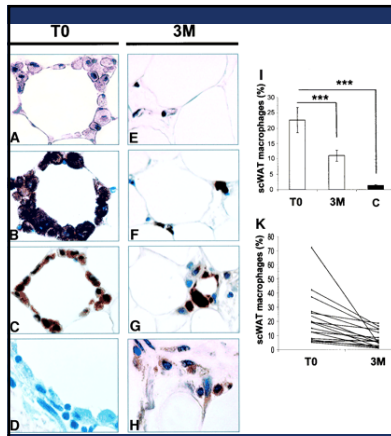 T0
3M
A
E
B
F
C
G
D
H
I
scWAT macrophages (%)
30
25
20
15
10
5
0
***
***
T0
3M
C
K
scWAT macrophages (%)
80
70
60
50
40
30
20
10
0
T0
3M